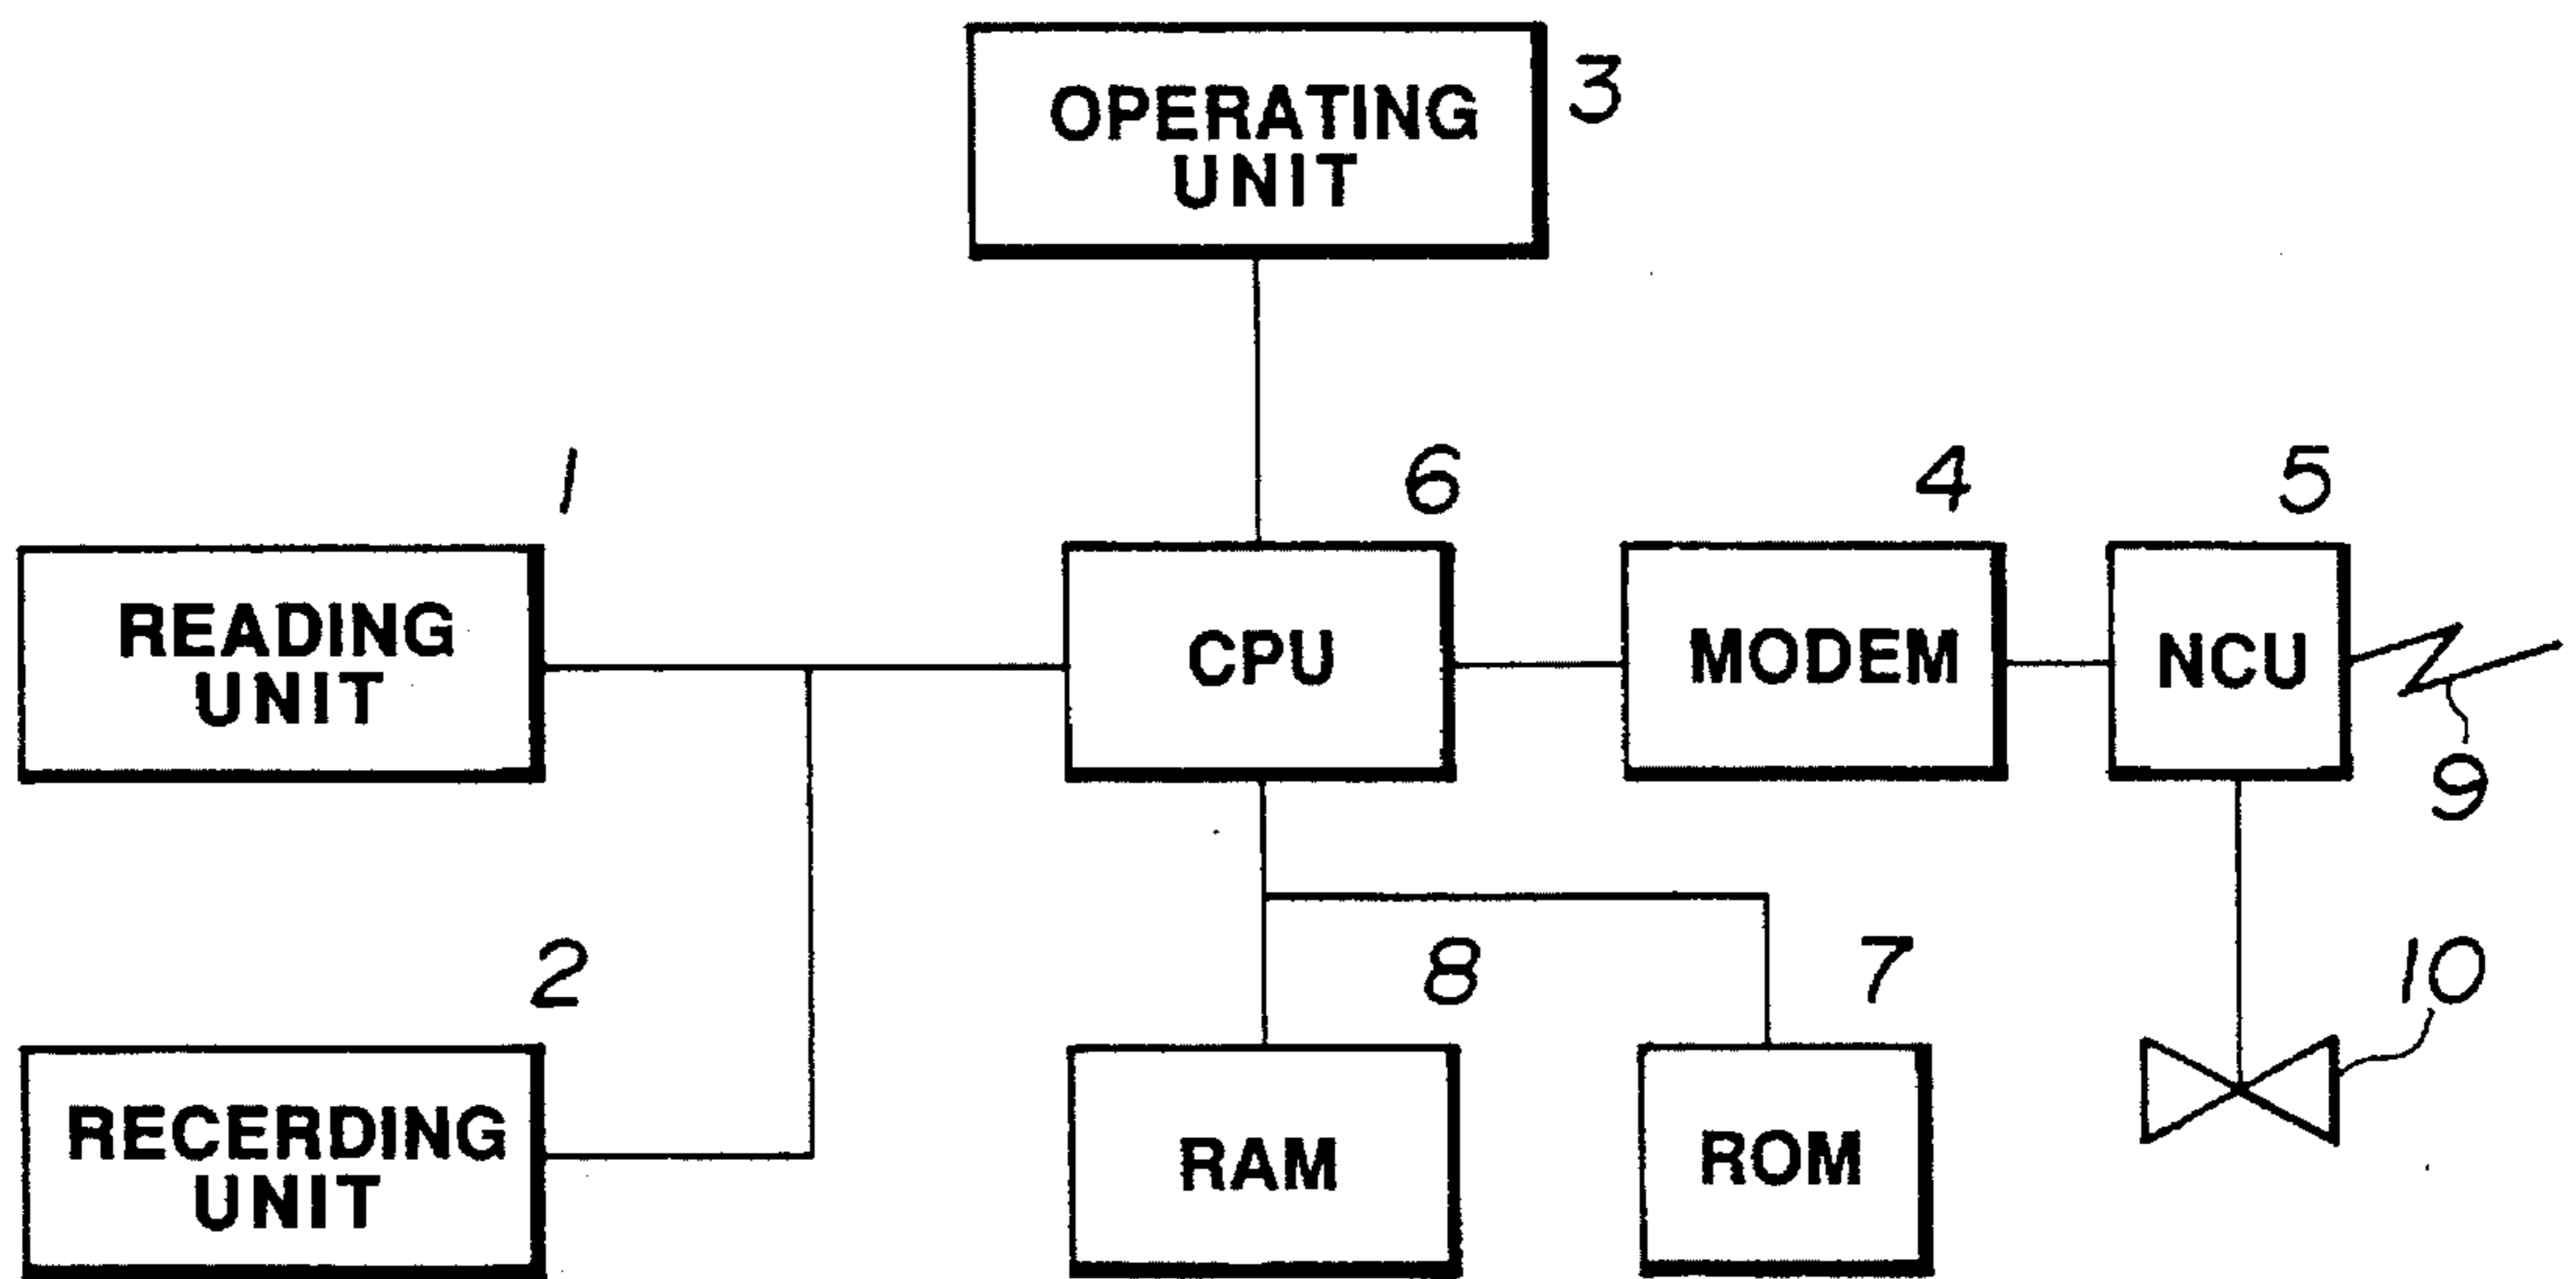 OPERATING
UNIT
3
1
READING
UNIT
6
CPU
4
MODEM
5
NCU
9
2
RECERDING
UNIT
8
RAM
7
ROM
10